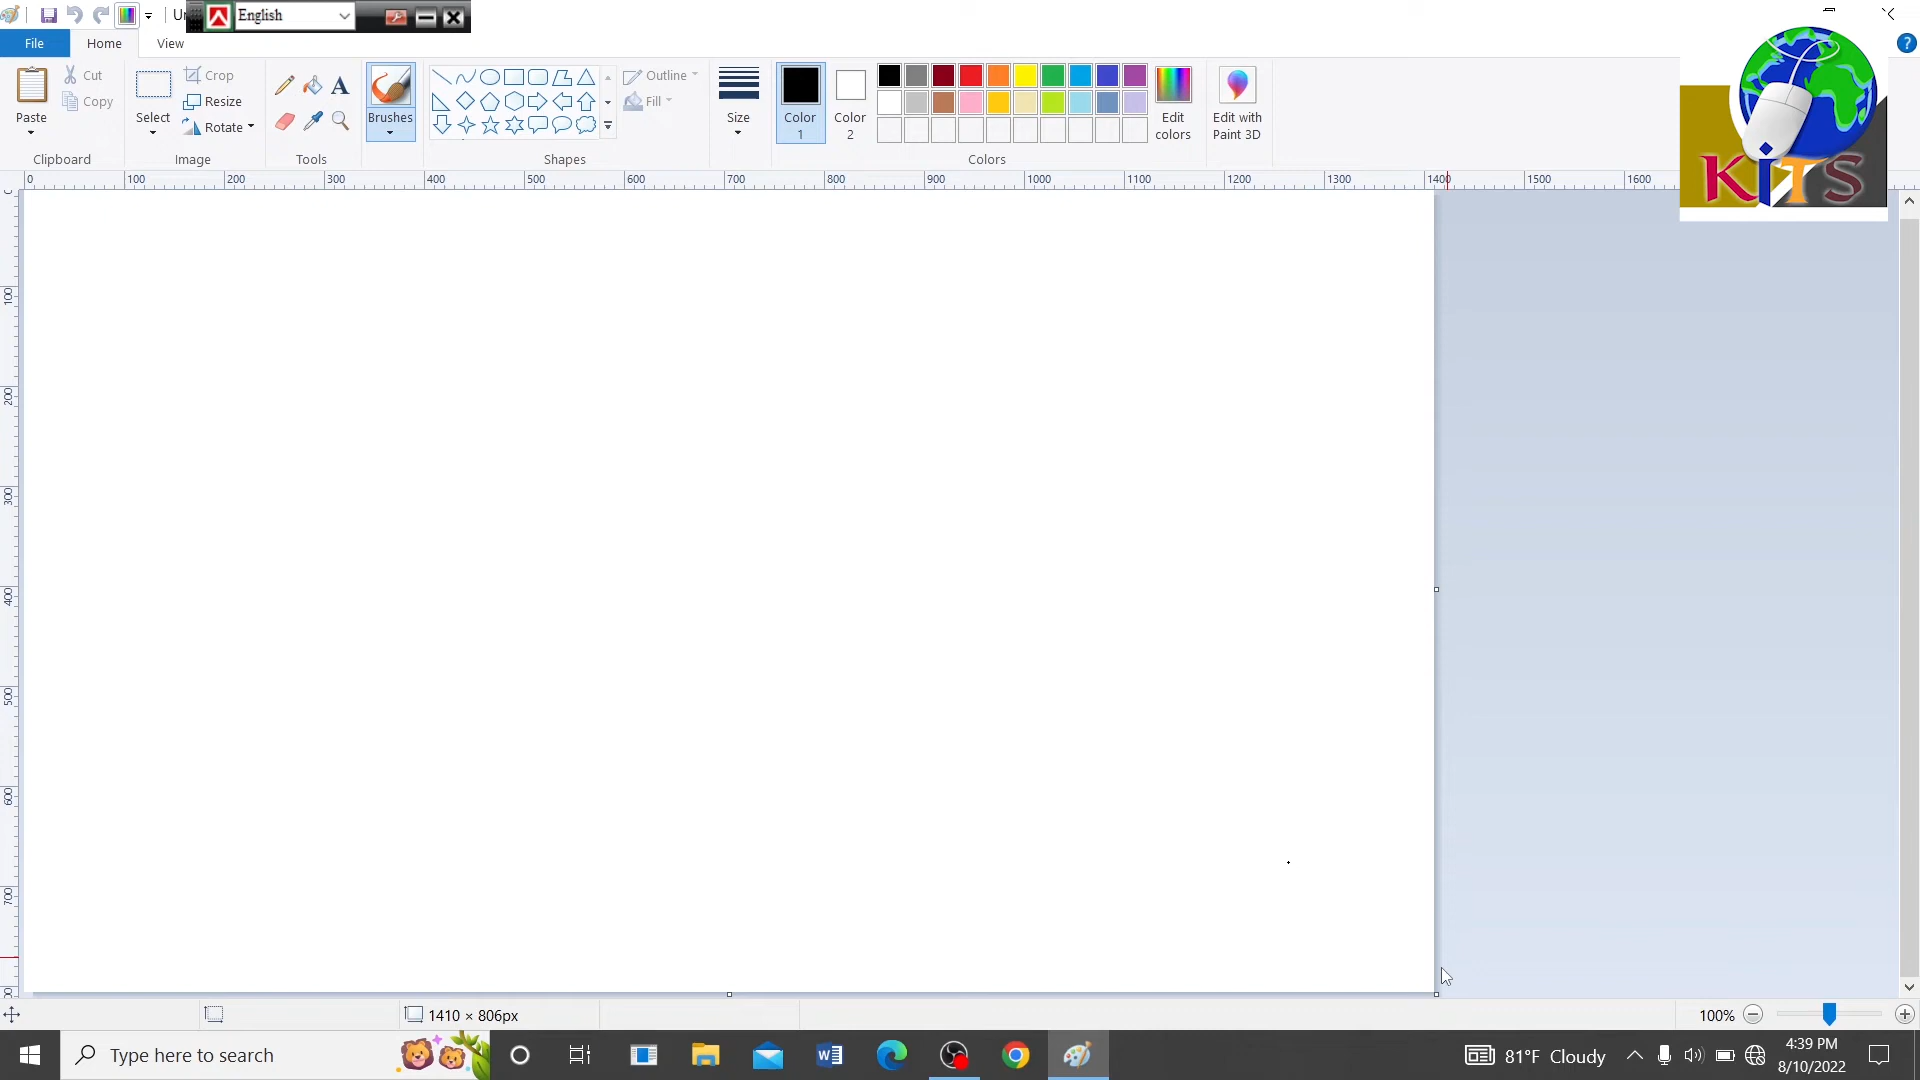 English
File
Home
View
Paste
Cut
Copy
Clipboard
Select
Crop
Resize
Rotate
Image
A
Tools
Brushes
Outline
Fill
Shapes
Size
Color
1
Color
2
Edit
colors
Edit with
Paint 3D
Colors
KiTS
0 100 200 300 400 500 600 700 800 900 1000 1100 1200 1300 1400 1500 1600
100
200
300
400
500
600
700
1410 × 806px
100%
Type here to search
81°F Cloudy
4:39 PM
8/10/2022